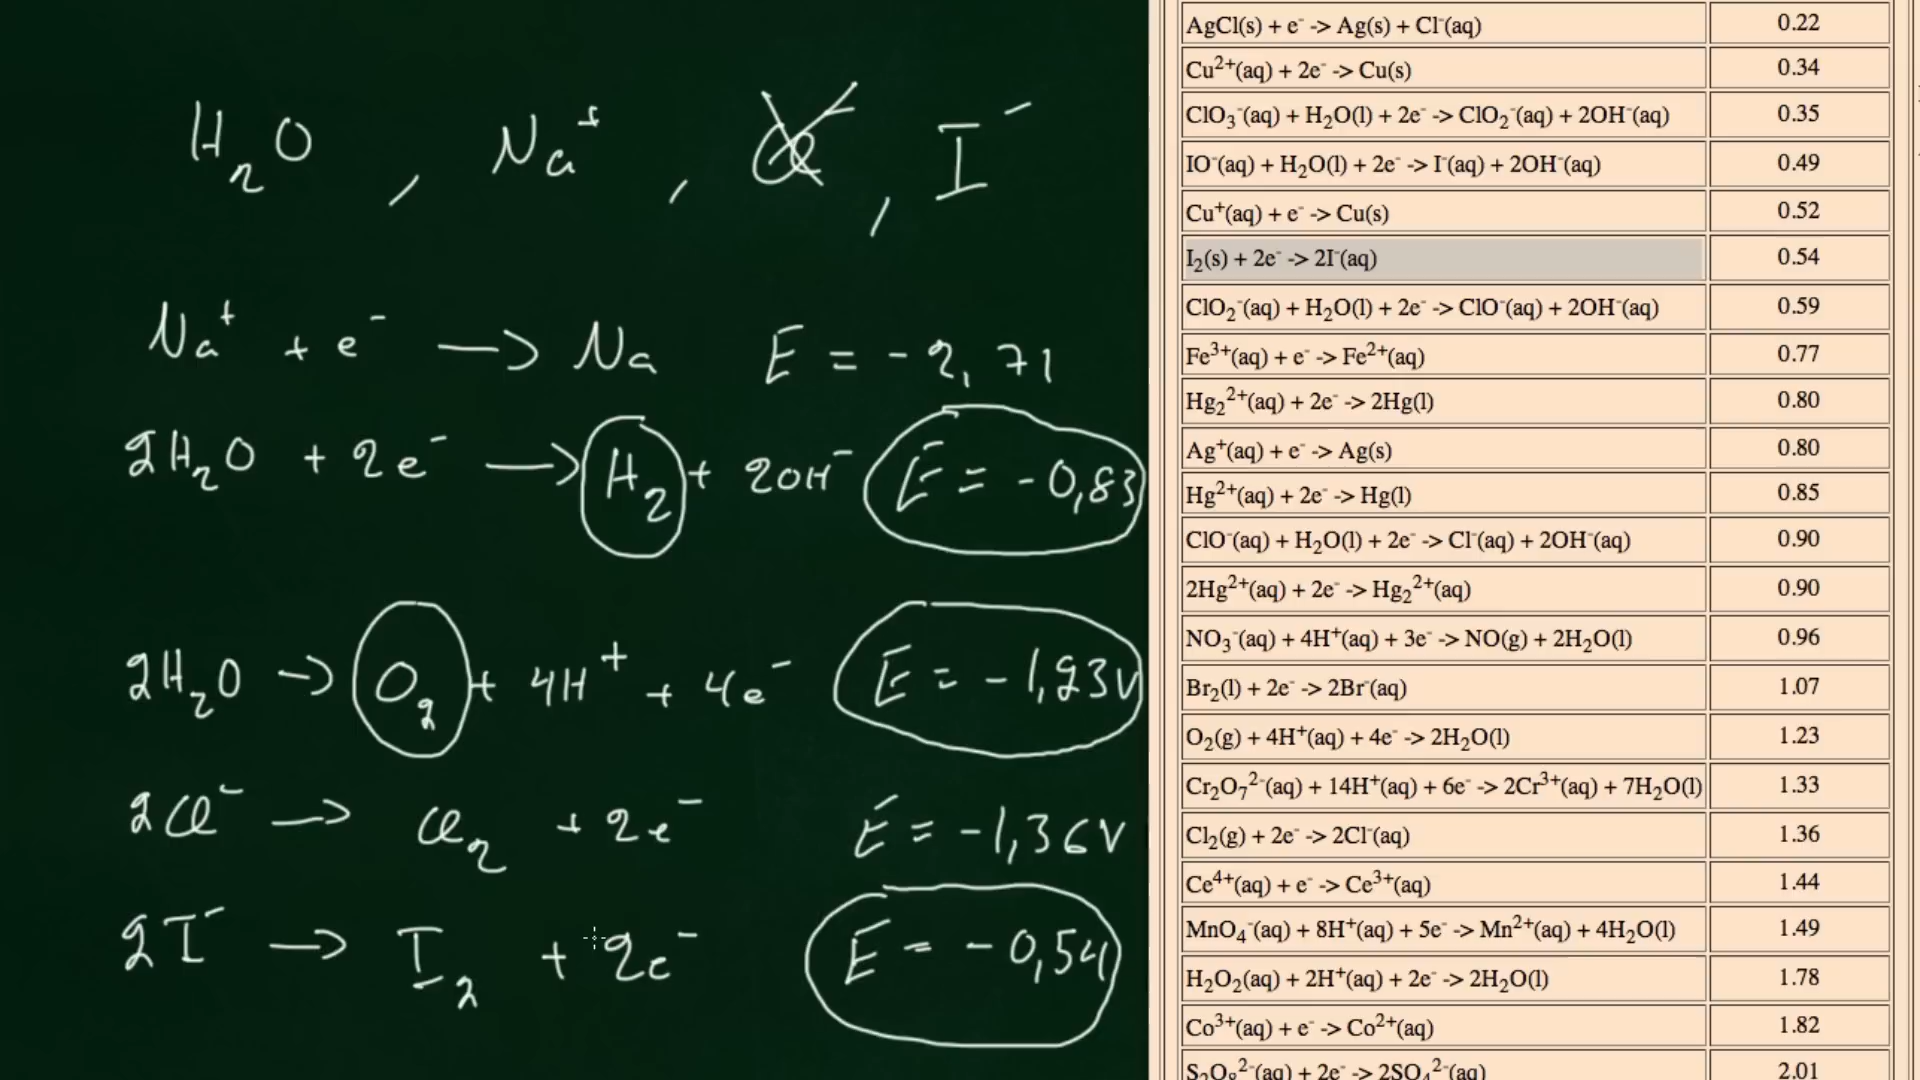 H₂O , Na⁺ , Cl , I⁻
Na⁺ + e⁻ → Na E = -2,71
2H₂O + 2e⁻ → H₂ + 2OH⁻ E = -0,83
2H₂O → O₂ + 4H⁺ + 4e⁻ E = -1,23V
2Cl⁻ → Cl₂ + 2e⁻ E = -1,36V
2I⁻ → I₂ + 2e⁻ E = -0,54
AgCl(s) + e⁻ -> Ag(s) + Cl⁻(aq) 0.22
Cu²⁺(aq) + 2e⁻ -> Cu(s) 0.34
ClO₃⁻(aq) + H₂O(l) + 2e⁻ -> ClO₂⁻(aq) + 2OH⁻(aq) 0.35
IO⁻(aq) + H₂O(l) + 2e⁻ -> I⁻(aq) + 2OH⁻(aq) 0.49
Cu⁺(aq) + e⁻ -> Cu(s) 0.52
I₂(s) + 2e⁻ -> 2I⁻(aq) 0.54
ClO₂⁻(aq) + H₂O(l) + 2e⁻ -> ClO⁻(aq) + 2OH⁻(aq) 0.59
Fe³⁺(aq) + e⁻ -> Fe²⁺(aq) 0.77
Hg₂²⁺(aq) + 2e⁻ -> 2Hg(l) 0.80
Ag⁺(aq) + e⁻ -> Ag(s) 0.80
Hg²⁺(aq) + 2e⁻ -> Hg(l) 0.85
ClO⁻(aq) + H₂O(l) + 2e⁻ -> Cl⁻(aq) + 2OH⁻(aq) 0.90
2Hg²⁺(aq) + 2e⁻ -> Hg₂²⁺(aq) 0.90
NO₃⁻(aq) + 4H⁺(aq) + 3e⁻ -> NO(g) + 2H₂O(l) 0.96
Br₂(l) + 2e⁻ -> 2Br⁻(aq) 1.07
O₂(g) + 4H⁺(aq) + 4e⁻ -> 2H₂O(l) 1.23
Cr₂O₇²⁻(aq) + 14H⁺(aq) + 6e⁻ -> 2Cr³⁺(aq) + 7H₂O(l) 1.33
Cl₂(g) + 2e⁻ -> 2Cl⁻(aq) 1.36
Ce⁴⁺(aq) + e⁻ -> Ce³⁺(aq) 1.44
MnO₄⁻(aq) + 8H⁺(aq) + 5e⁻ -> Mn²⁺(aq) + 4H₂O(l) 1.49
H₂O₂(aq) + 2H⁺(aq) + 2e⁻ -> 2H₂O(l) 1.78
Co³⁺(aq) + e⁻ -> Co²⁺(aq) 1.82
S₂O₈²⁻(aq) + 2e⁻ -> 2SO₄²⁻(aq) 2.01